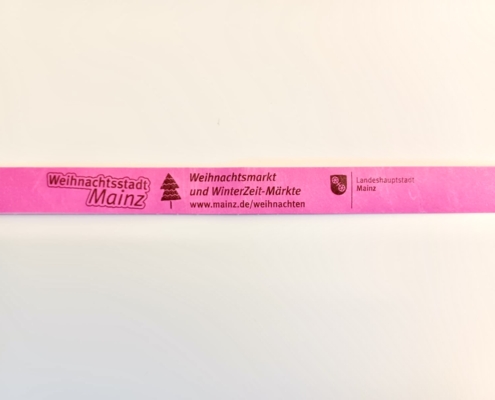 Weihnachtsstadt
Mainz
Weihnachtsmarkt
und WinterZeit-Märkte
www.mainz.de/weihnachten
Landeshauptstadt
Mainz